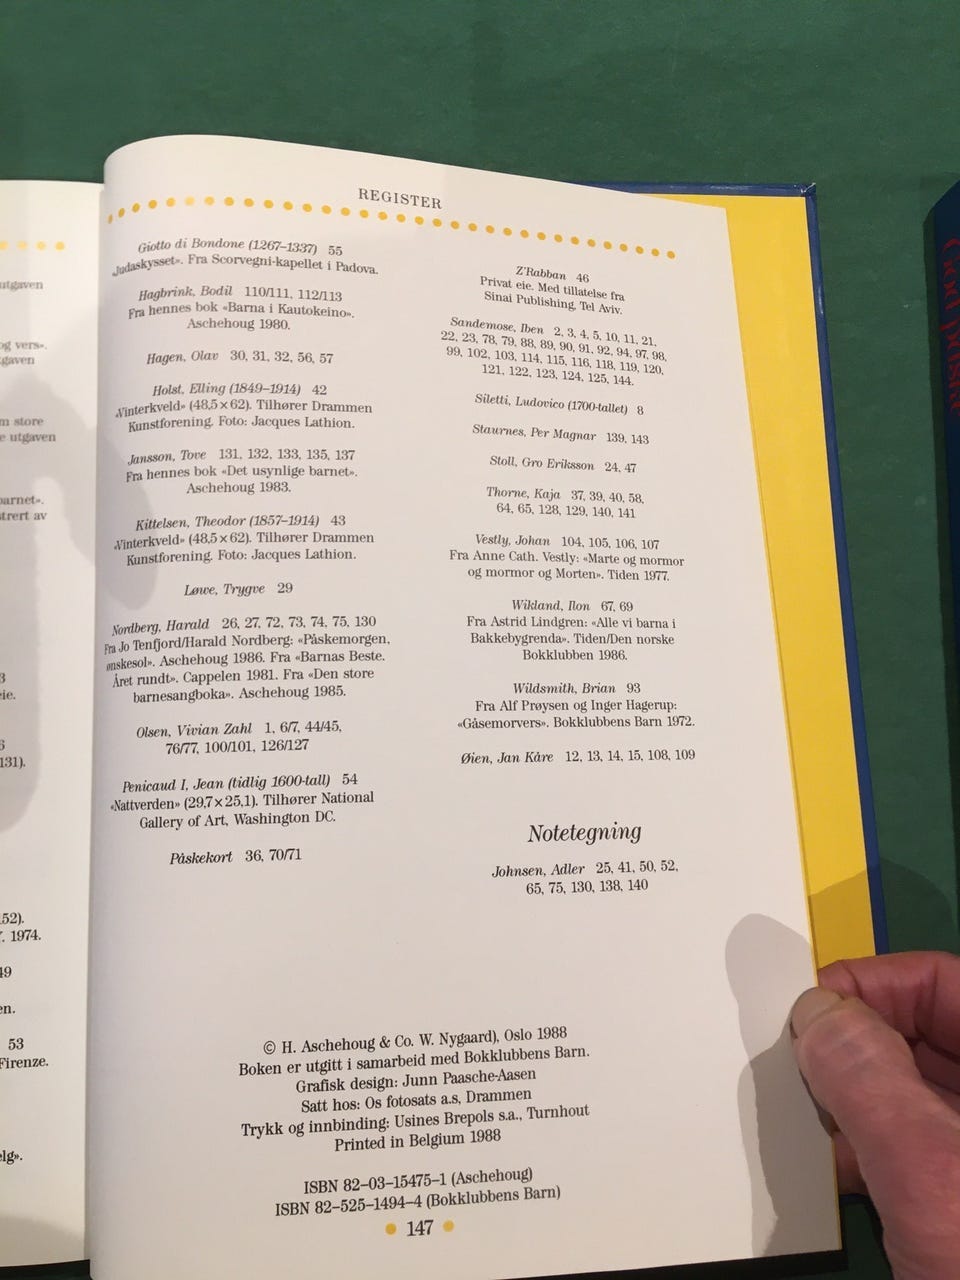 REGISTER
Giotto di Bondone (1267–1337) 55
«Judaskysset». Fra Scorvegni-kapellet i Padova.
Hagbrink, Bodil 110/111, 112/113
Fra hennes bok «Barna i Kautokeino».
Aschehoug 1980.
Hagen, Olav 30, 31, 32, 56, 57
Holst, Elling (1849–1914) 42
«Vinterkveld» (48,5 × 62). Tilhører Drammen
Kunstforening. Foto: Jacques Lathion.
Jansson, Tove 131, 132, 133, 135, 137
Fra hennes bok «Det usynlige barnet».
Aschehoug 1983.
Kittelsen, Theodor (1857–1914) 43
«Vinterkveld» (48,5 × 62). Tilhører Drammen
Kunstforening. Foto: Jacques Lathion.
Løwe, Trygve 29
Nordberg, Harald 26, 27, 72, 73, 74, 75, 130
Fra Jo Tenfjord/Harald Nordberg: «Påskemorgen,
ønskesol». Aschehoug 1986. Fra «Barnas Beste.
Året rundt». Cappelen 1981. Fra «Den store
barnesangboka». Aschehoug 1985.
Olsen, Vivian Zahl 1, 6/7, 44/45,
76/77, 100/101, 126/127
Penicaud I, Jean (tidlig 1600-tall) 54
«Nattverden» (29,7 × 25,1). Tilhører National
Gallery of Art, Washington DC.
Påskekort 36, 70/71
Z'Rabban 46
Privat eie. Med tillatelse fra
Sinai Publishing, Tel Aviv.
Sandemose, Iben 2, 3, 4, 5, 10, 11, 21,
22, 23, 78, 79, 88, 89, 90, 91, 92, 94, 97, 98,
99, 102, 103, 114, 115, 116, 118, 119, 120,
121, 122, 123, 124, 125, 144.
Siletti, Ludovico (1700-tallet) 8
Staurnes, Per Magnar 139, 143
Stoll, Gro Eriksson 24, 47
Thorne, Kaja 37, 39, 40, 58,
64, 65, 128, 129, 140, 141
Vestly, Johan 104, 105, 106, 107
Fra Anne Cath. Vestly: «Marte og mormor
og mormor og Morten». Tiden 1977.
Wikland, Ilon 67, 69
Fra Astrid Lindgren: «Alle vi barna i
Bakkebygrenda». Tiden/Den norske
Bokklubben 1986.
Wildsmith, Brian 93
Fra Alf Prøysen og Inger Hagerup:
«Gåsemorvers». Bokklubbens Barn 1972.
Øien, Jan Kåre 12, 13, 14, 15, 108, 109
Notetegning
Johnsen, Adler 25, 41, 50, 52,
65, 75, 130, 138, 140
© H. Aschehoug & Co. W. Nygaard), Oslo 1988
Boken er utgitt i samarbeid med Bokklubbens Barn.
Grafisk design: Junn Paasche-Aasen
Satt hos: Os fotosats a.s, Drammen
Trykk og innbinding: Usines Brepols s.a., Turnhout
Printed in Belgium 1988
ISBN 82–03–15475–1 (Aschehoug)
ISBN 82–525–1494–4 (Bokklubbens Barn)
147
utgaven
og vers».
store
utgaven
av
131).
152).
1974.
53
Firenze.